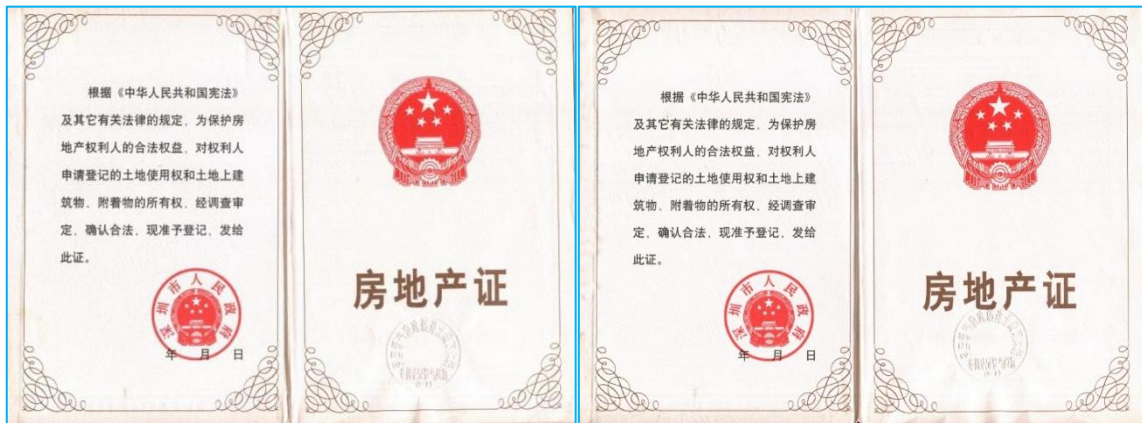 根据《中华人民共和国宪法》
及其它有关法律的规定，为保护房
地产权利人的合法权益，对权利人
申请登记的土地使用权和土地上建
筑物、附着物的所有权，经调查审
定，确认合法，现准予登记，发给
此证。
深圳市人民政府
年 月 日
房地产证
根据《中华人民共和国宪法》
及其它有关法律的规定，为保护房
地产权利人的合法权益，对权利人
申请登记的土地使用权和土地上建
筑物、附着物的所有权，经调查审
定，确认合法，现准予登记，发给
此证。
深圳市人民政府
年 月 日
房地产证